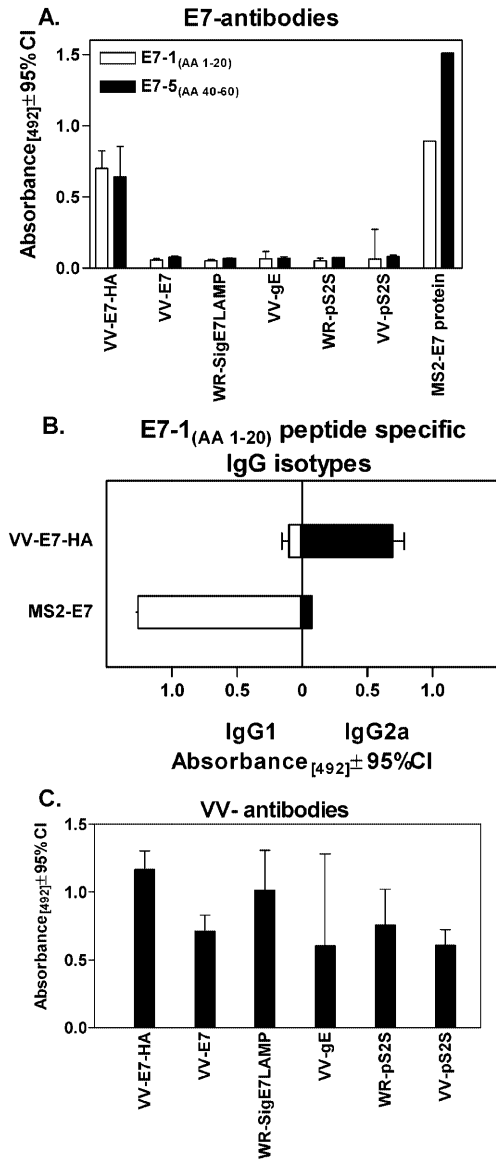 A.
E7-antibodies
E7-1(AA 1-20)
E7-5(AA 40-60)
Absorbance[492]± 95% CI
1.5
1.0
0.5
0.0
VV-E7-HA
VV-E7
WR-SigE7LAMP
VV-gE
WR-pS2S
VV-pS2S
MS2-E7 protein
B.
E7-1(AA 1-20) peptide specific
IgG isotypes
VV-E7-HA
MS2-E7
1.0 0.5 0 0.5 1.0
IgG1 IgG2a
Absorbance[492]± 95%CI
C.
VV- antibodies
Absorbance[492]± 95% CI
1.5
1.0
0.5
0.0
VV-E7-HA
VV-E7
WR-SigE7LAMP
VV-gE
WR-pS2S
VV-pS2S